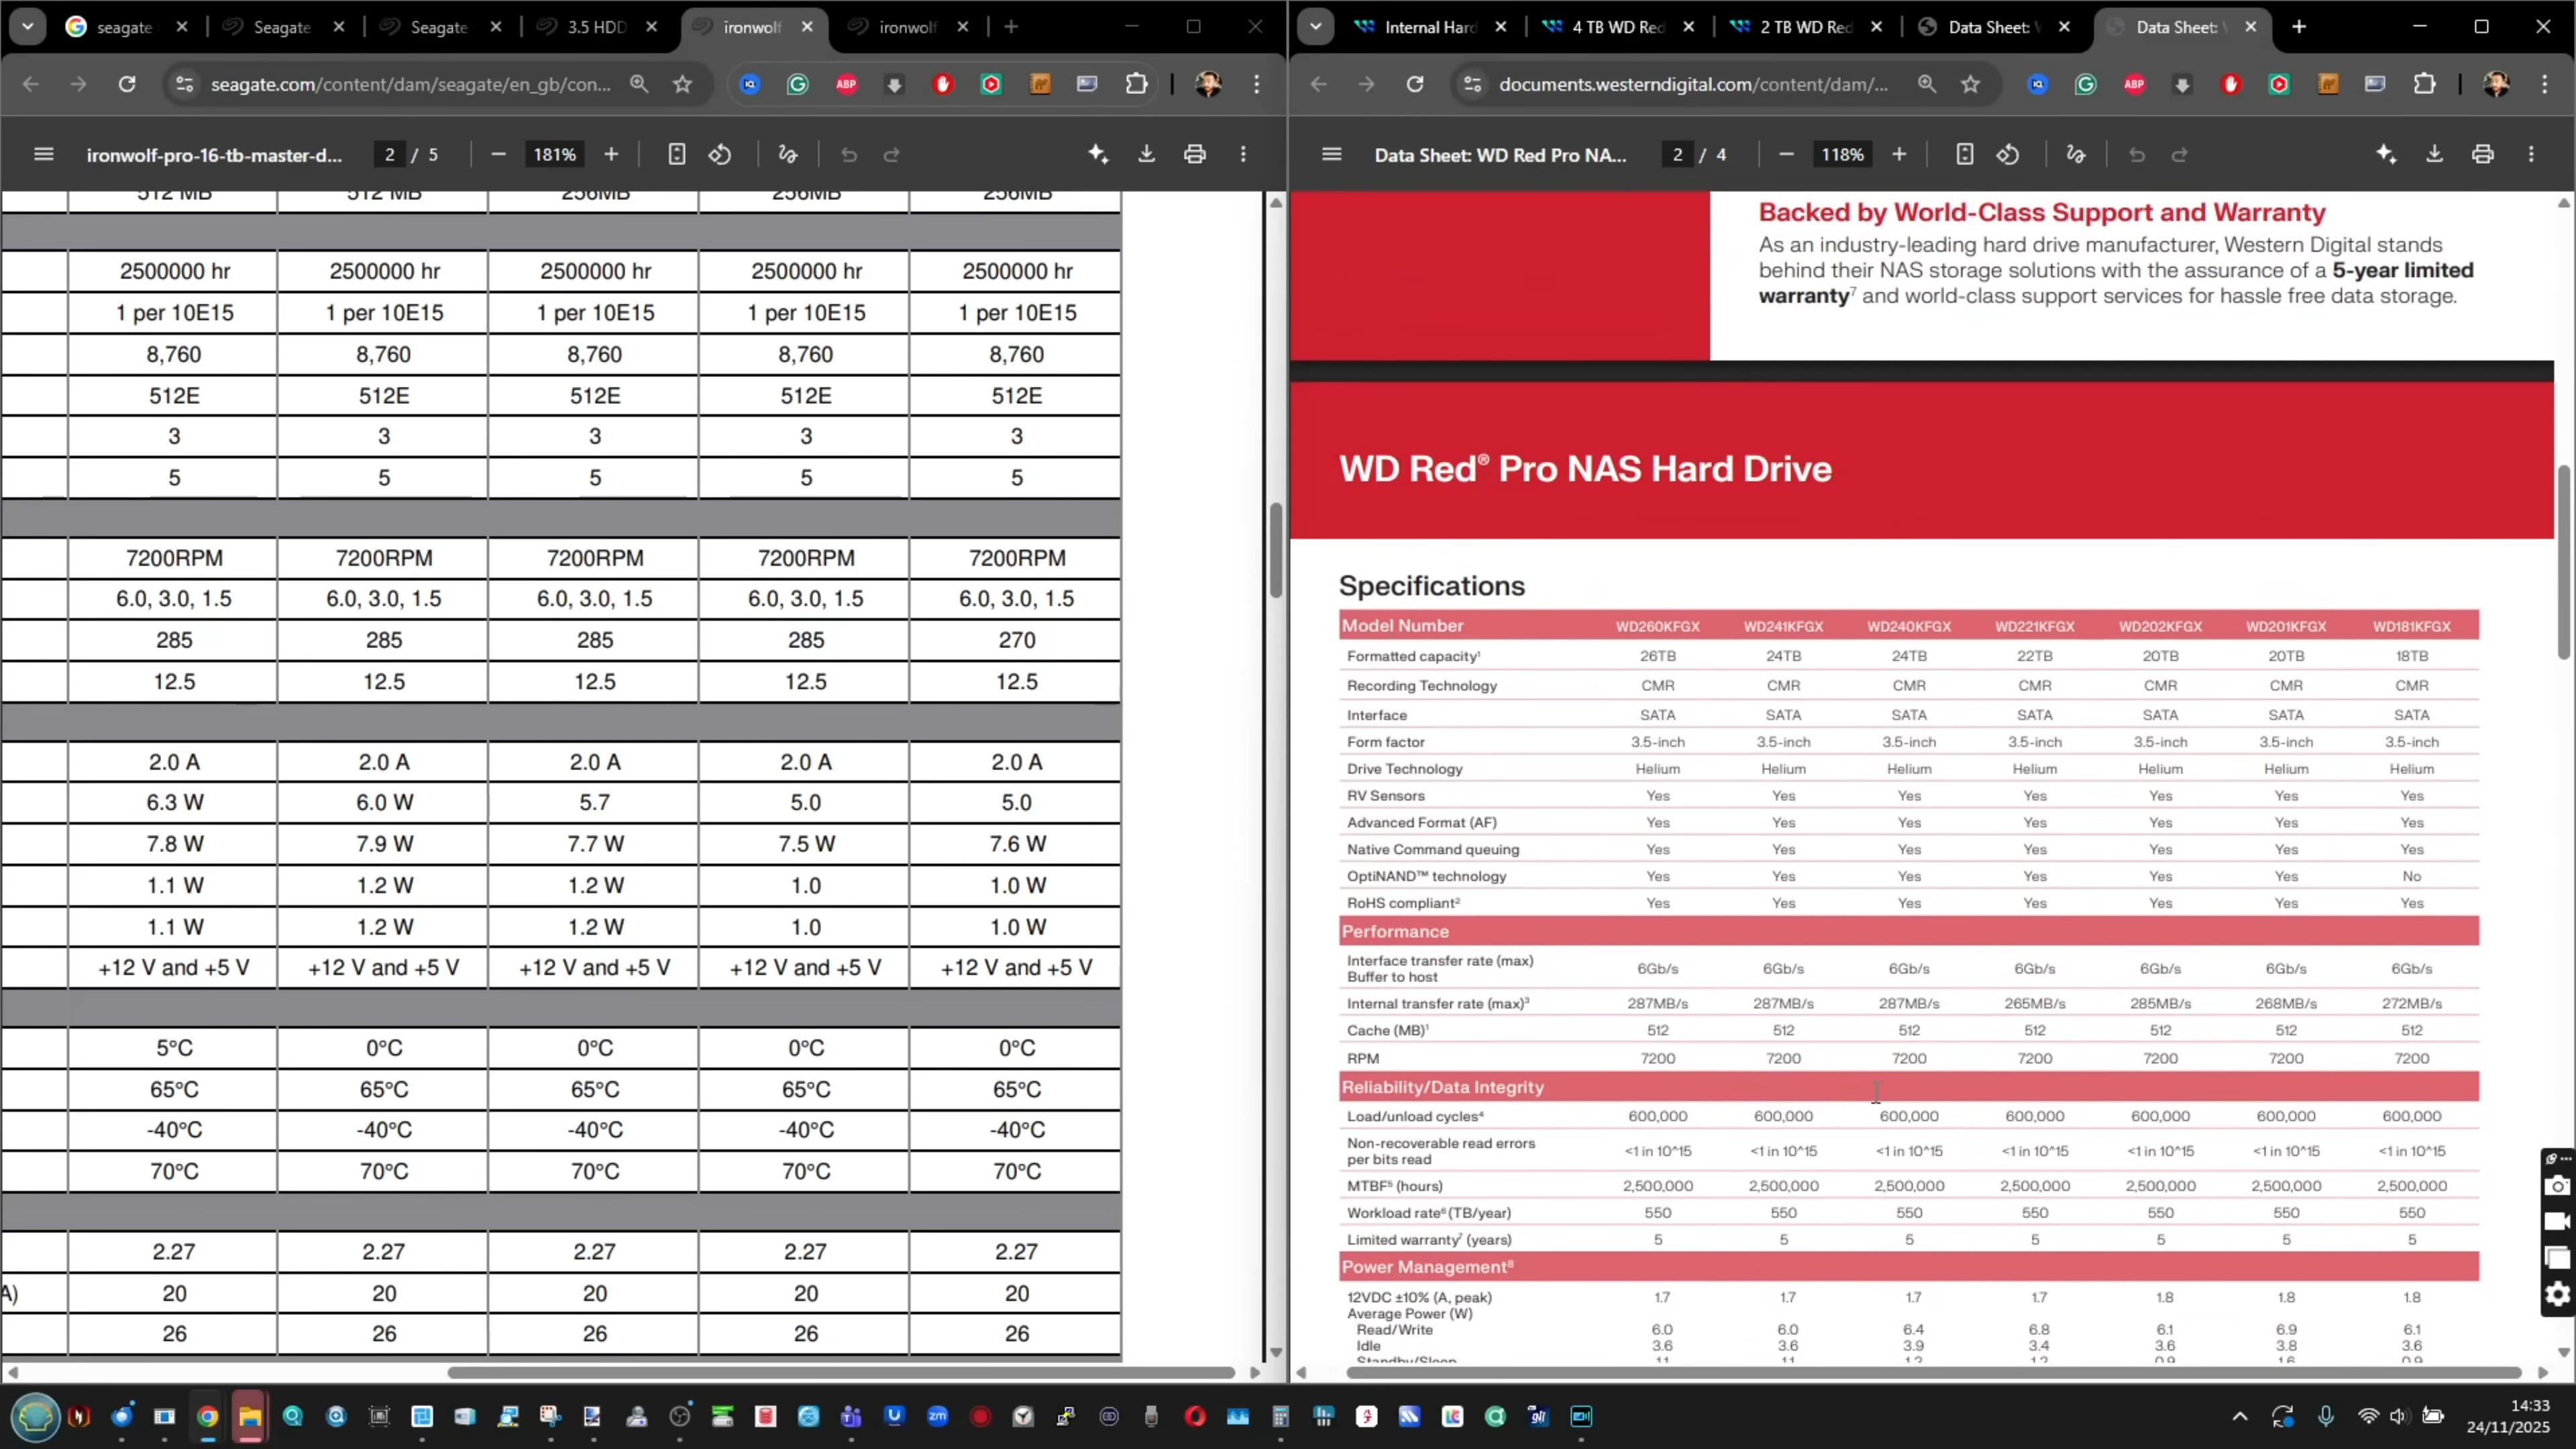 seagate
Seagate
Seagate
3.5 HDD
ironwolf
ironwolf
seagate.com/content/dam/seagate/en_gb/con...
ABP
ironwolf-pro-16-tb-master-d...
2 / 5
181%
512 MB 512 MB 256MB 256MB 256MB
2500000 hr 2500000 hr 2500000 hr 2500000 hr 2500000 hr
1 per 10E15 1 per 10E15 1 per 10E15 1 per 10E15 1 per 10E15
8,760 8,760 8,760 8,760 8,760
512E 512E 512E 512E 512E
3 3 3 3 3
5 5 5 5 5
7200RPM 7200RPM 7200RPM 7200RPM 7200RPM
6.0, 3.0, 1.5 6.0, 3.0, 1.5 6.0, 3.0, 1.5 6.0, 3.0, 1.5 6.0, 3.0, 1.5
285 285 285 285 270
12.5 12.5 12.5 12.5 12.5
2.0 A 2.0 A 2.0 A 2.0 A 2.0 A
6.3 W 6.0 W 5.7 5.0 5.0
7.8 W 7.9 W 7.7 W 7.5 W 7.6 W
1.1 W 1.2 W 1.2 W 1.0 1.0 W
1.1 W 1.2 W 1.2 W 1.0 1.0 W
+12 V and +5 V +12 V and +5 V +12 V and +5 V +12 V and +5 V +12 V and +5 V
5°C 0°C 0°C 0°C 0°C
65°C 65°C 65°C 65°C 65°C
-40°C -40°C -40°C -40°C -40°C
70°C 70°C 70°C 70°C 70°C
2.27 2.27 2.27 2.27 2.27
A) 20 20 20 20 20
26 26 26 26 26
Internal Hard
4 TB WD Red
2 TB WD Red
Data Sheet:
Data Sheet:
documents.westerndigital.com/content/dam/...
ABP
Data Sheet: WD Red Pro NA...
2 / 4
118%
Backed by World-Class Support and Warranty
As an industry-leading hard drive manufacturer, Western Digital stands
behind their NAS storage solutions with the assurance of a 5-year limited
warranty⁷ and world-class support services for hassle free data storage.
WD Red® Pro NAS Hard Drive
Specifications
Model Number WD260KFGX WD241KFGX WD240KFGX WD221KFGX WD202KFGX WD201KFGX WD181KFGX
Formatted capacity¹ 26TB 24TB 24TB 22TB 20TB 20TB 18TB
Recording Technology CMR CMR CMR CMR CMR CMR CMR
Interface SATA SATA SATA SATA SATA SATA SATA
Form factor 3.5-inch 3.5-inch 3.5-inch 3.5-inch 3.5-inch 3.5-inch 3.5-inch
Drive Technology Helium Helium Helium Helium Helium Helium Helium
RV Sensors Yes Yes Yes Yes Yes Yes Yes
Advanced Format (AF) Yes Yes Yes Yes Yes Yes Yes
Native Command queuing Yes Yes Yes Yes Yes Yes Yes
OptiNAND™ technology Yes Yes Yes Yes Yes Yes No
RoHS compliant² Yes Yes Yes Yes Yes Yes Yes
Performance
Interface transfer rate (max)
Buffer to host 6Gb/s 6Gb/s 6Gb/s 6Gb/s 6Gb/s 6Gb/s 6Gb/s
Internal transfer rate (max)³ 287MB/s 287MB/s 287MB/s 265MB/s 285MB/s 268MB/s 272MB/s
Cache (MB)¹ 512 512 512 512 512 512 512
RPM 7200 7200 7200 7200 7200 7200 7200
Reliability/Data Integrity
Load/unload cycles⁴ 600,000 600,000 600,000 600,000 600,000 600,000 600,000
Non-recoverable read errors
per bits read <1 in 10^15 <1 in 10^15 <1 in 10^15 <1 in 10^15 <1 in 10^15 <1 in 10^15 <1 in 10^15
MTBF⁵ (hours) 2,500,000 2,500,000 2,500,000 2,500,000 2,500,000 2,500,000 2,500,000
Workload rate⁶ (TB/year) 550 550 550 550 550 550 550
Limited warranty⁷ (years) 5 5 5 5 5 5 5
Power Management⁸
12VDC ±10% (A, peak) 1.7 1.7 1.7 1.7 1.8 1.8 1.8
Average Power (W)
Read/Write 6.0 6.0 6.4 6.8 6.1 6.9 6.1
Idle 3.6 3.6 3.9 3.4 3.6 3.8 3.6
Standby/Sleep 1.1 1.1 1.2 1.2 0.9 1.6 0.9
zm
14:33
24/11/2025